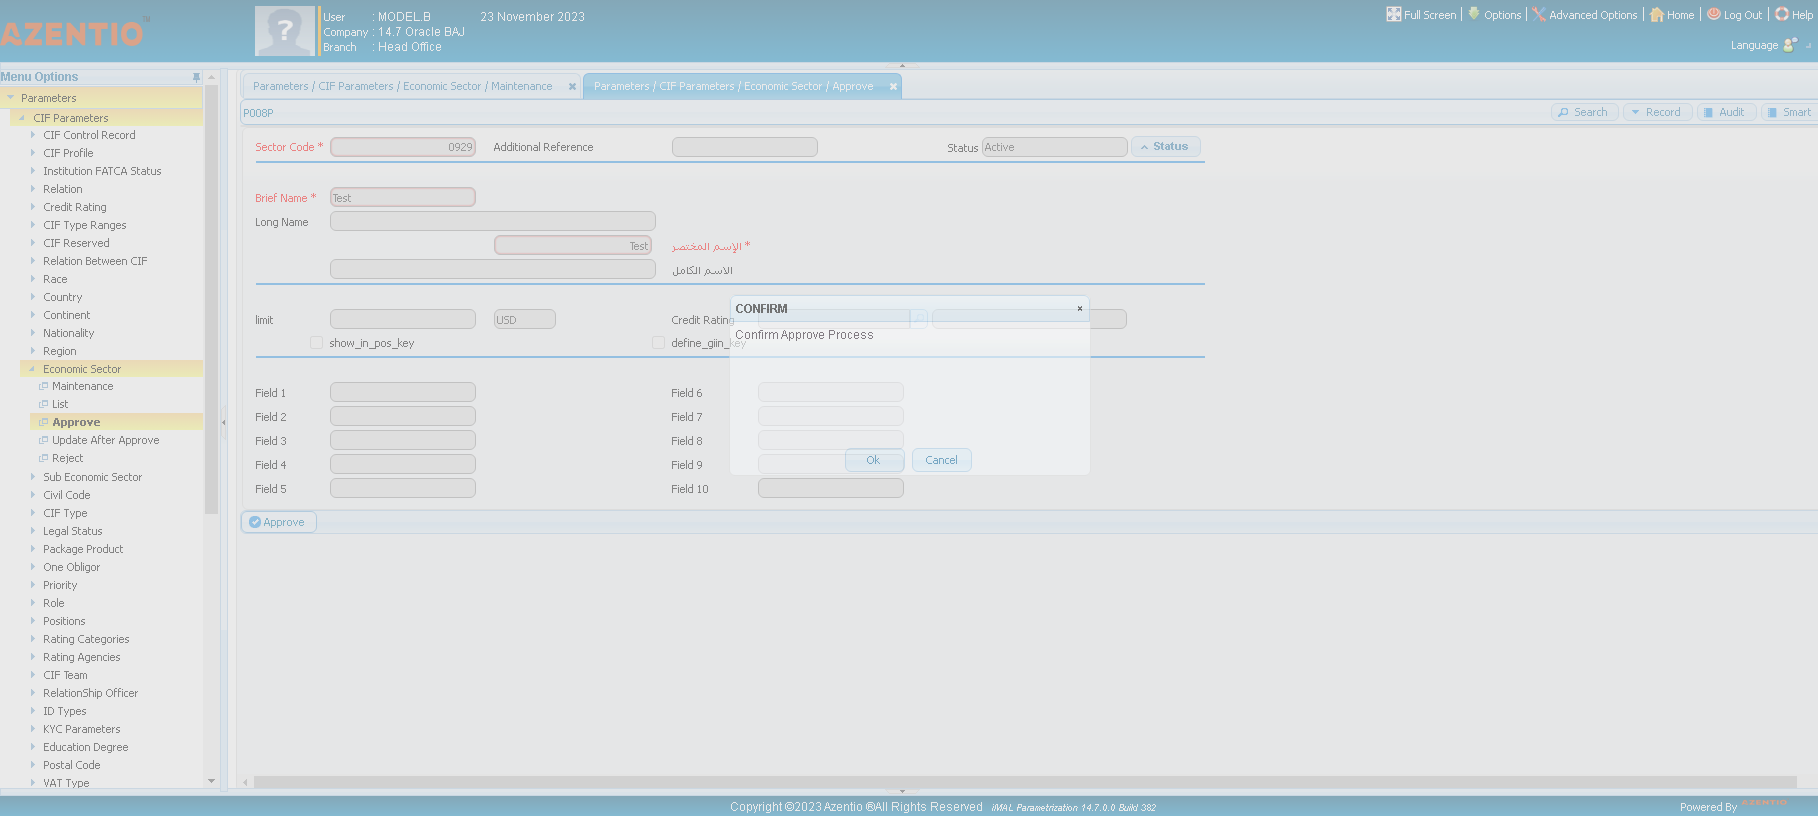 AZENTIO™
User : MODEL.B 23 November 2023
Company : 14.7 Oracle BAJ
Branch : Head Office
Full Screen Options Advanced Options Home Log Out Help
Language
Menu Options
Parameters
CIF Parameters
CIF Control Record
CIF Profile
Institution FATCA Status
Relation
Credit Rating
CIF Type Ranges
CIF Reserved
Relation Between CIF
Race
Country
Continent
Nationality
Region
Economic Sector
Maintenance
List
Approve
Update After Approve
Reject
Sub Economic Sector
Civil Code
CIF Type
Legal Status
Package Product
One Obligor
Priority
Role
Positions
Rating Categories
Rating Agencies
CIF Team
RelationShip Officer
ID Types
KYC Parameters
Education Degree
Postal Code
VAT Type
Parameters / CIF Parameters / Economic Sector / Maintenance
Parameters / CIF Parameters / Economic Sector / Approve
P008P
Search Record Audit Smart
Sector Code * 0929 Additional Reference Status Active Status
Brief Name * Test
Long Name
Test الإسم المختصر *
الاسم الكامل
limit USD Credit Rating
show_in_pos_key define_giin_key
CONFIRM
Confirm Approve Process
Ok Cancel
Field 1 Field 6
Field 2 Field 7
Field 3 Field 8
Field 4 Field 9
Field 5 Field 10
Approve
Copyright ©2023 Azentio ®All Rights Reserved iMAL Parametrization 14.7.0.0 Build 362
Powered By AZENTIO